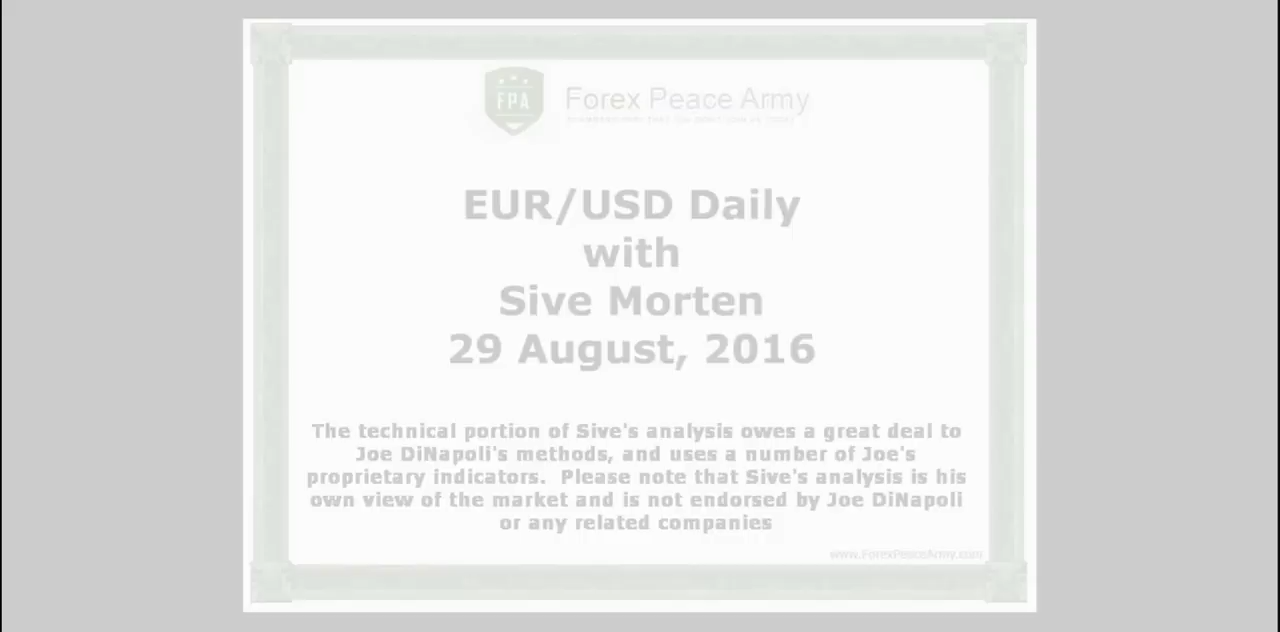 FPA
Forex Peace Army
EUR/USD Daily
with
Sive Morten
29 August, 2016
The technical portion of Sive's analysis owes a great deal to
Joe DiNapoli's methods, and uses a number of Joe's
proprietary indicators.  Please note that Sive's analysis is his
own view of the market and is not endorsed by Joe DiNapoli
or any related companies
www.ForexPeaceArmy.com